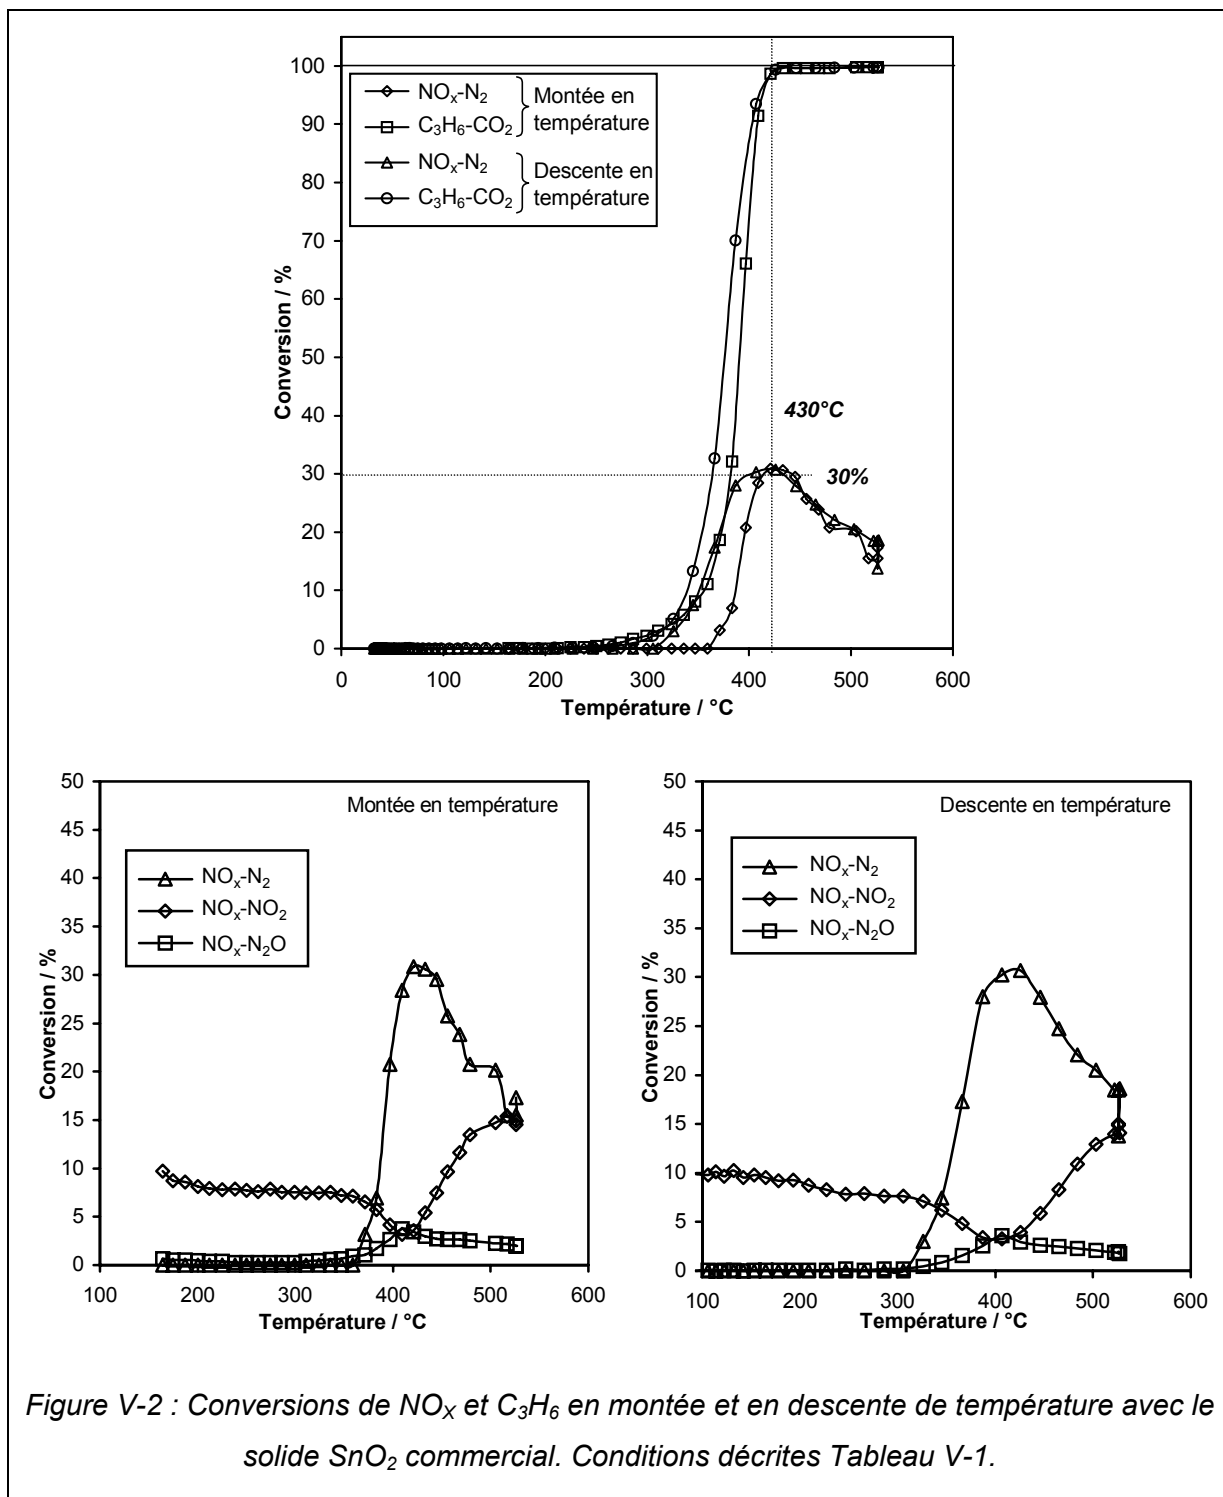 100
90
80
70
60
50
40
30
20
10
0
Conversion / %
NOx-N2
C3H6-CO2
Montée en
température
NOx-N2
C3H6-CO2
Descente en
température
430°C
30%
0 100 200 300 400 500 600
Température / °C
50
45
40
35
30
25
20
15
10
5
0
Conversion / %
Montée en température
NOx-N2
NOx-NO2
NOx-N2O
100 200 300 400 500 600
Température / °C
50
45
40
35
30
25
20
15
10
5
0
Conversion / %
Descente en température
NOx-N2
NOx-NO2
NOx-N2O
100 200 300 400 500 600
Température / °C
Figure V-2 : Conversions de NOX et C3H6 en montée et en descente de température avec le
solide SnO2 commercial. Conditions décrites Tableau V-1.